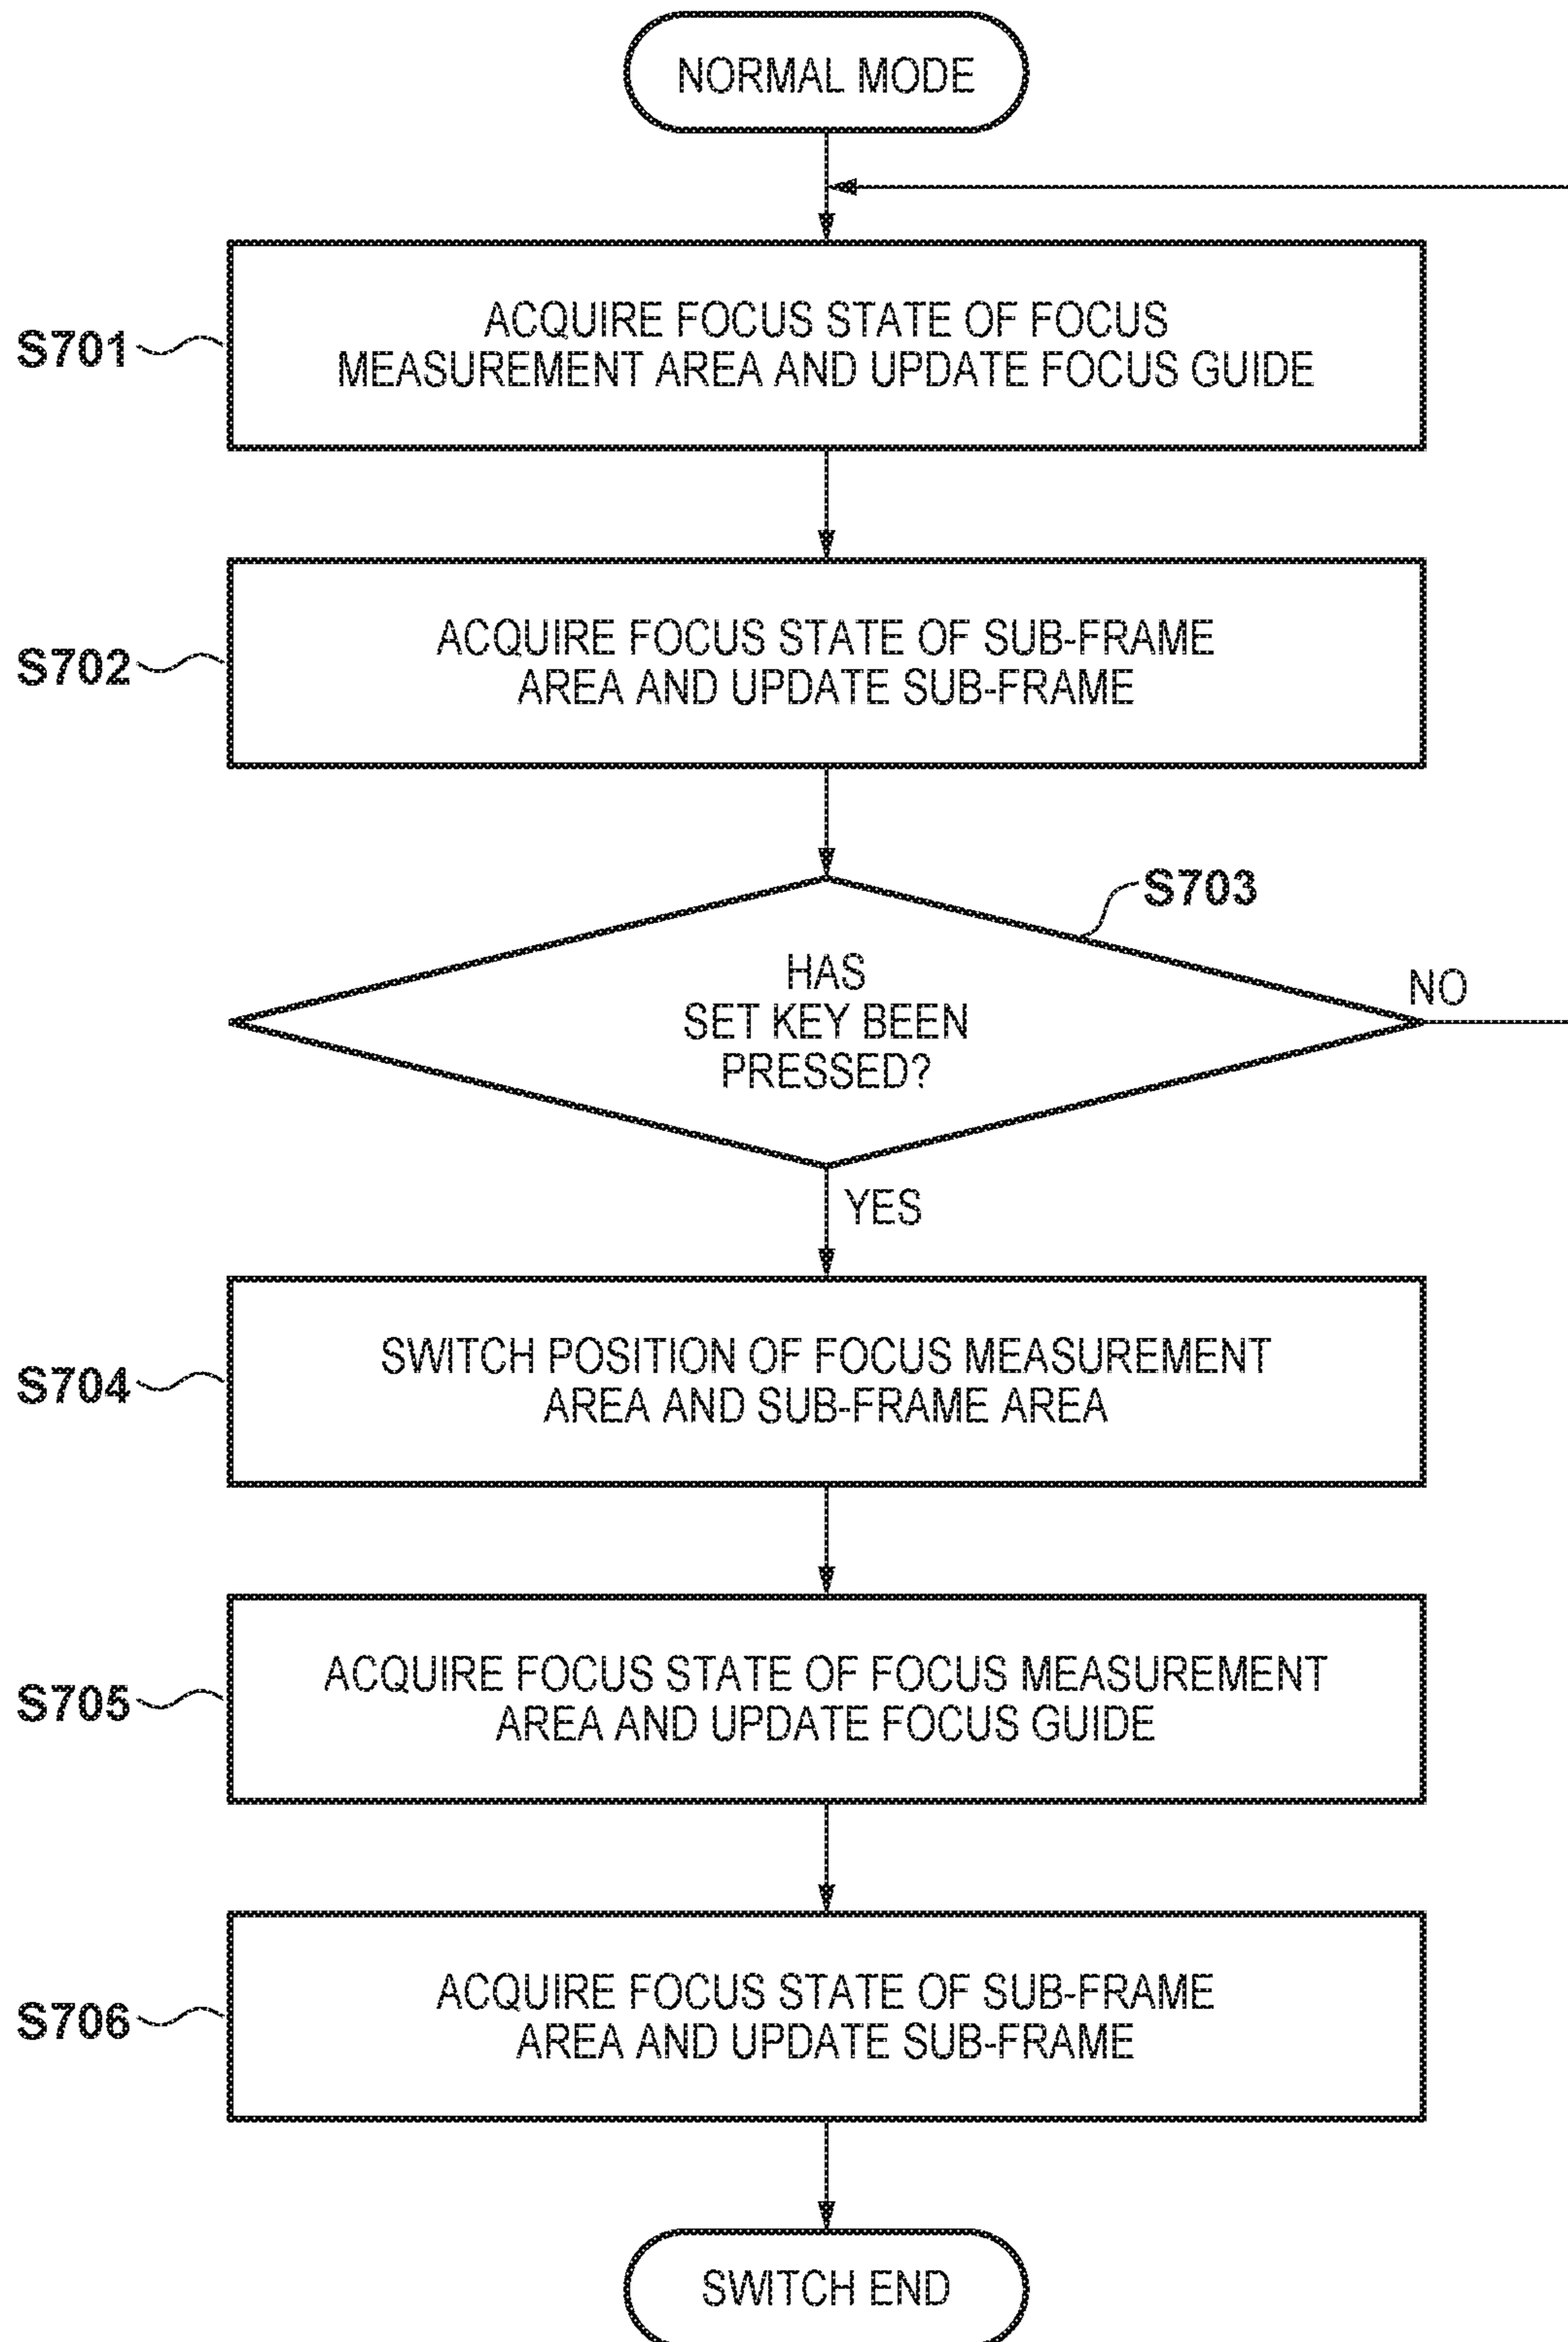 NORMAL MODE
S701
ACQUIRE FOCUS STATE OF FOCUS
MEASUREMENT AREA AND UPDATE FOCUS GUIDE
S702
ACQUIRE FOCUS STATE OF SUB-FRAME
AREA AND UPDATE SUB-FRAME
S703
HAS
SET KEY BEEN
PRESSED?
NO
YES
S704
SWITCH POSITION OF FOCUS MEASUREMENT
AREA AND SUB-FRAME AREA
S705
ACQUIRE FOCUS STATE OF FOCUS MEASUREMENT
AREA AND UPDATE FOCUS GUIDE
S706
ACQUIRE FOCUS STATE OF SUB-FRAME
AREA AND UPDATE SUB-FRAME
SWITCH END